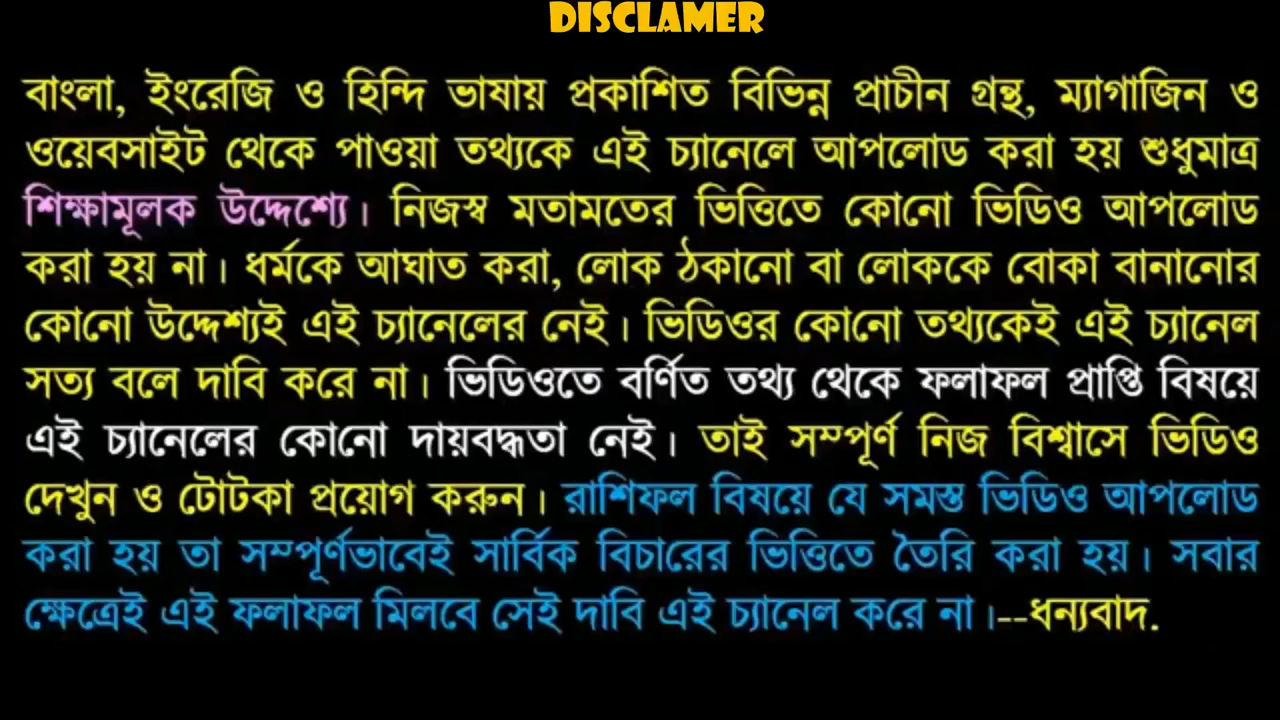 DISCLAMER
বাংলা, ইংরেজি ও হিন্দি ভাষায় প্রকাশিত বিভিন্ন প্রাচীন গ্রন্থ, ম্যাগাজিন ও
ওয়েবসাইট থেকে পাওয়া তথ্যকে এই চ্যানেলে আপলোড করা হয় শুধুমাত্র
শিক্ষামূলক উদ্দেশ্যে। নিজস্ব মতামতের ভিত্তিতে কোনো ভিডিও আপলোড
করা হয় না। ধর্মকে আঘাত করা, লোক ঠকানো বা লোককে বোকা বানানোর
কোনো উদ্দেশ্যই এই চ্যানেলের নেই। ভিডিওর কোনো তথ্যকেই এই চ্যানেল
সত্য বলে দাবি করে না। ভিডিওতে বর্ণিত তথ্য থেকে ফলাফল প্রাপ্তি বিষয়ে
এই চ্যানেলের কোনো দায়বদ্ধতা নেই। তাই সম্পূর্ণ নিজ বিশ্বাসে ভিডিও
দেখুন ও টোটকা প্রয়োগ করুন। রাশিফল বিষয়ে যে সমস্ত ভিডিও আপলোড
করা হয় তা সম্পূর্ণভাবেই সার্বিক বিচারের ভিত্তিতে তৈরি করা হয়। সবার
ক্ষেত্রেই এই ফলাফল মিলবে সেই দাবি এই চ্যানেল করে না।--ধন্যবাদ.